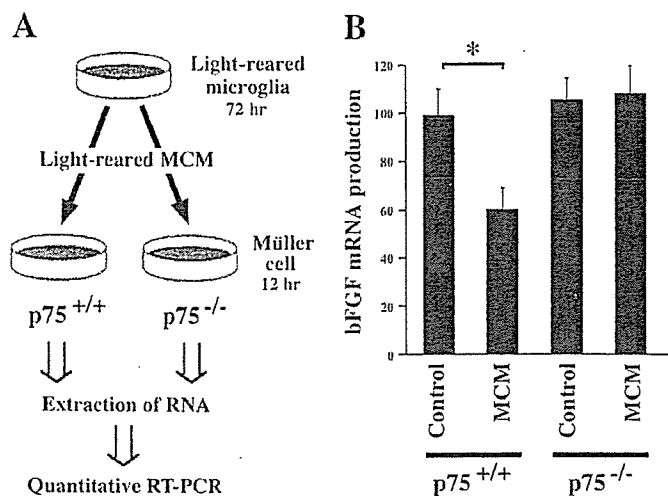 A
Light-reared
microglia
72 hr
Light-reared MCM
Müller
cell
12 hr
p75 +/+
p75 -/-
Extraction of RNA
Quantitative RT-PCR
B
*
bFGF mRNA production
120
100
80
60
40
20
0
Control
MCM
Control
MCM
p75 +/+
p75 -/-